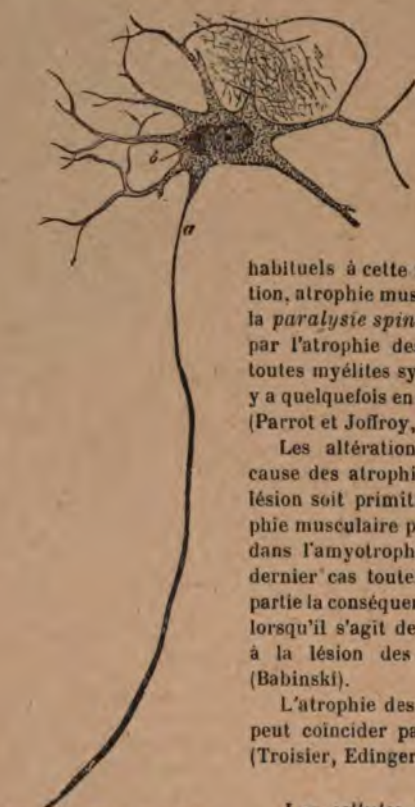 b
a
habituels à cette
tion, atrophie mus
la paralysie spin
par l'atrophie des
toutes myélites sy
y a quelquefois en
(Parrot et Joffroy,
Les altération
cause des atrophi
lésion soit primit
phie musculaire p
dans l'amyotroph
dernier cas toute
partie la conséquen
lorsqu'il s'agit de
à la lésion des
(Babinski).
L'atrophie des
peut coïncider pa
(Troisier, Edinger